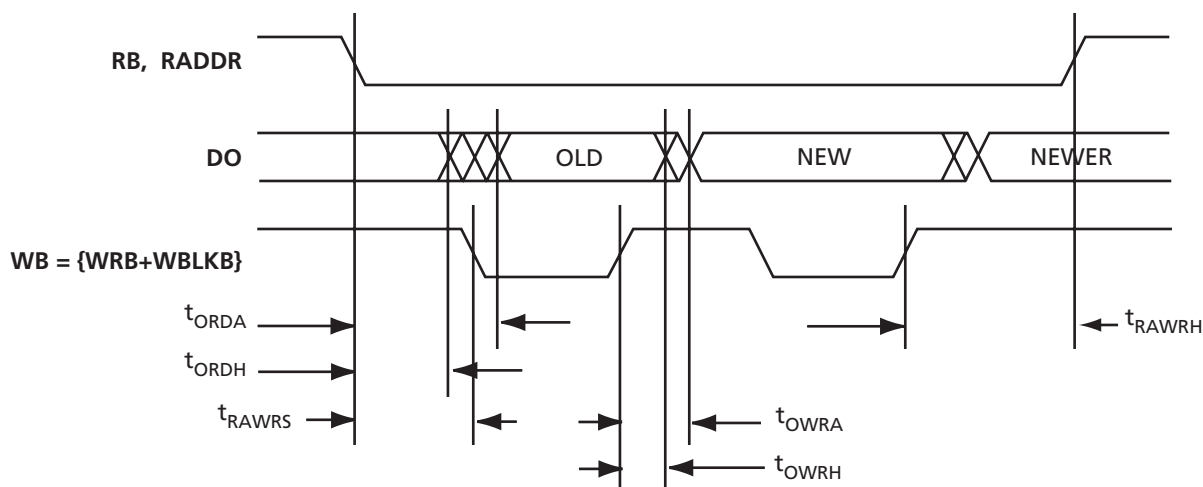 RB, RADDR
DO
OLD
NEW
NEWER
WB = {WRB+WBLKB}
tORDA
tRAWRH
tORDH
tRAWRS
tOWRA
tOWRH